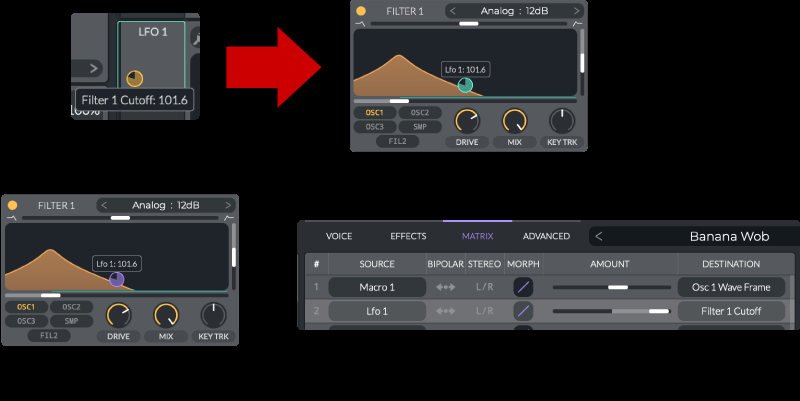 LFO 1
Filter 1 Cutoff: 101.6
100%
FILTER 1 < Analog : 12dB >
Lfo 1: 101.6
OSC1 OSC2
OSC3 SMP
FIL2
DRIVE MIX KEY TRK
FILTER 1 < Analog : 12dB >
Lfo 1: 101.6
OSC1 OSC2
OSC3 SMP
FIL2
DRIVE MIX KEY TRK
VOICE EFFECTS MATRIX ADVANCED < Banana Wob
# SOURCE BIPOLAR STEREO MORPH AMOUNT DESTINATION
1 Macro 1 L/R Osc 1 Wave Frame
2 Lfo 1 L/R Filter 1 Cutoff